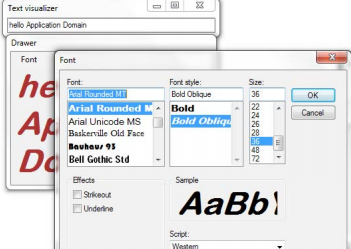 Text visualizer
hello Application Domain
Drawer
Font
he
Ap
Do
Font
Font:
Font style:
Size:
Arial Rounded MT
Bold Oblique
36
OK
Cancel
Arial Rounded M
Arial Unicode MS
Baskerville Old Face
Bauhaus 93
Bell Gothic Std
Bold
Bold Obliqu
22
24
26
28
36
48
72
Effects
Strikeout
Underline
Sample
AaBbY
Script:
Western